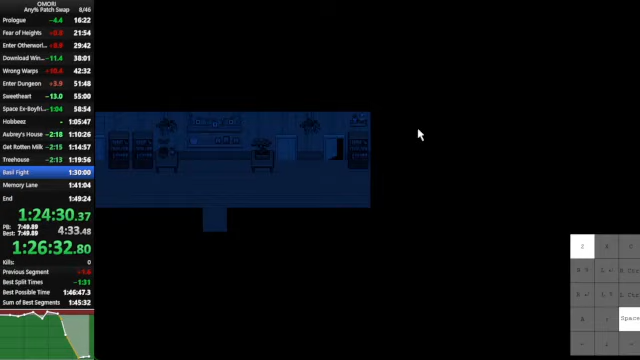 OMORI
Any% Patch Swap 8/46
Prologue -4.4 16:22
Fear of Heights +0.8 21:54
Enter Otherworl... +0.9 29:42
Download Win... -11.4 38:01
Wrong Warps +10.4 42:32
Enter Dungeon +3.9 51:48
Sweetheart -13.0 55:00
Space Ex-Boyfri... -1:04 58:54
Hobbeez - 1:05:47
Aubrey's House -2:18 1:10:26
Get Rotten Milk -2:15 1:14:57
Treehouse -2:13 1:19:56
Basil Fight 1:30:00
Memory Lane 1:41:04
End 1:49:24
1:24:30.37
PB: 7:49.89
Best: 7:49.89 4:33.48
1:26:32.80
Kills: 0
Previous Segment +1.6
Best Split Times -1:31
Best Possible Time 1:46:47.3
Sum of Best Segments 1:45:32
Z X
Space